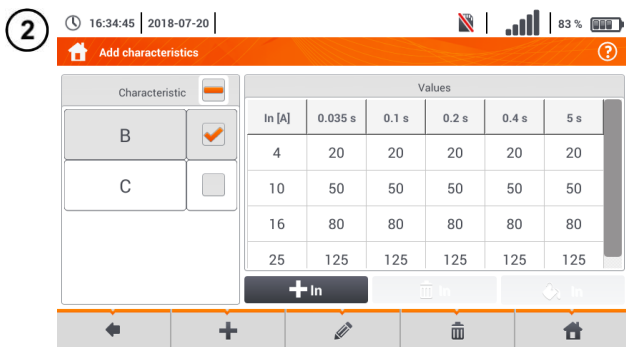 2
16:34:45 2018-07-20 83 %
Add characteristics ?
Characteristic Values
In [A] 0.035 s 0.1 s 0.2 s 0.4 s 5 s
B
4 20 20 20 20 20
C
10 50 50 50 50 50
16 80 80 80 80 80
25 125 125 125 125 125
In In In